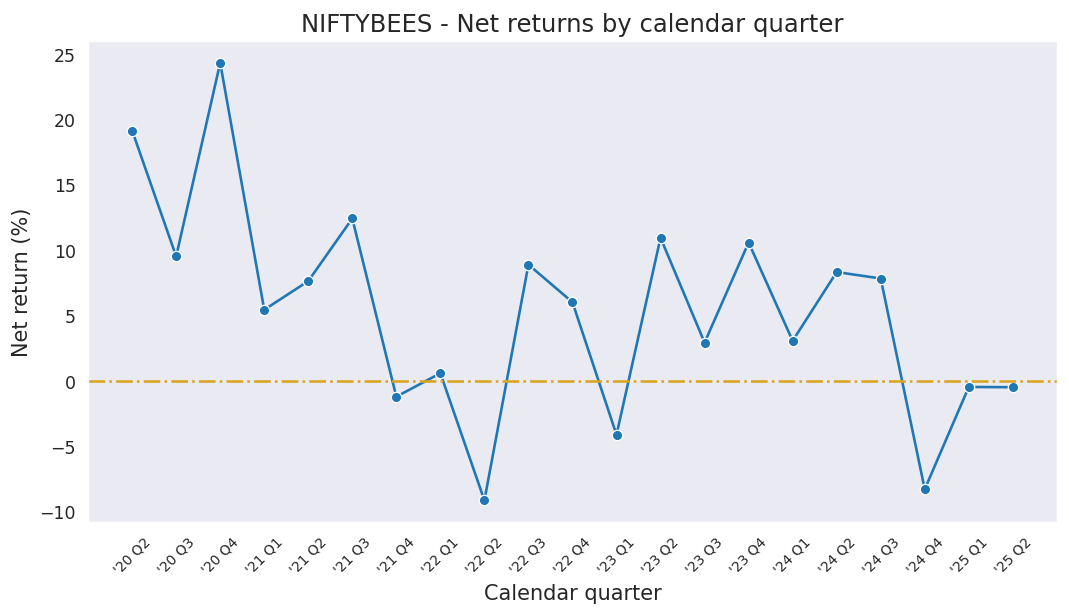 NIFTYBEES - Net returns by calendar quarter
Net return (%)
25
20
15
10
5
0
−5
−10
'20 Q2
'20 Q3
'20 Q4
'21 Q1
'21 Q2
'21 Q3
'21 Q4
'22 Q1
'22 Q2
'22 Q3
'22 Q4
'23 Q1
'23 Q2
'23 Q3
'23 Q4
'24 Q1
'24 Q2
'24 Q3
'24 Q4
'25 Q1
'25 Q2
Calendar quarter